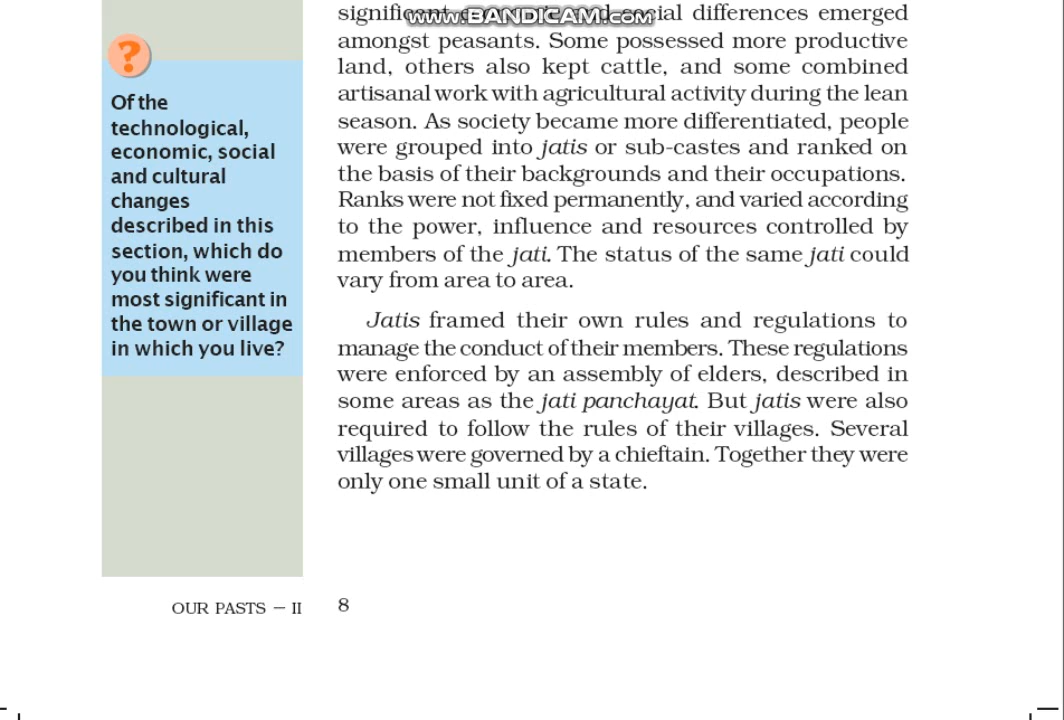 significant economic and social differences emerged
www.BANDICAM.com
amongst peasants. Some possessed more productive
land, others also kept cattle, and some combined
artisanal work with agricultural activity during the lean
season. As society became more differentiated, people
were grouped into jatis or sub-castes and ranked on
the basis of their backgrounds and their occupations.
Ranks were not fixed permanently, and varied according
to the power, influence and resources controlled by
members of the jati. The status of the same jati could
vary from area to area.
Jatis framed their own rules and regulations to
manage the conduct of their members. These regulations
were enforced by an assembly of elders, described in
some areas as the jati panchayat. But jatis were also
required to follow the rules of their villages. Several
villages were governed by a chieftain. Together they were
only one small unit of a state.
?
Of the
technological,
economic, social
and cultural
changes
described in this
section, which do
you think were
most significant in
the town or village
in which you live?
OUR PASTS – II
8